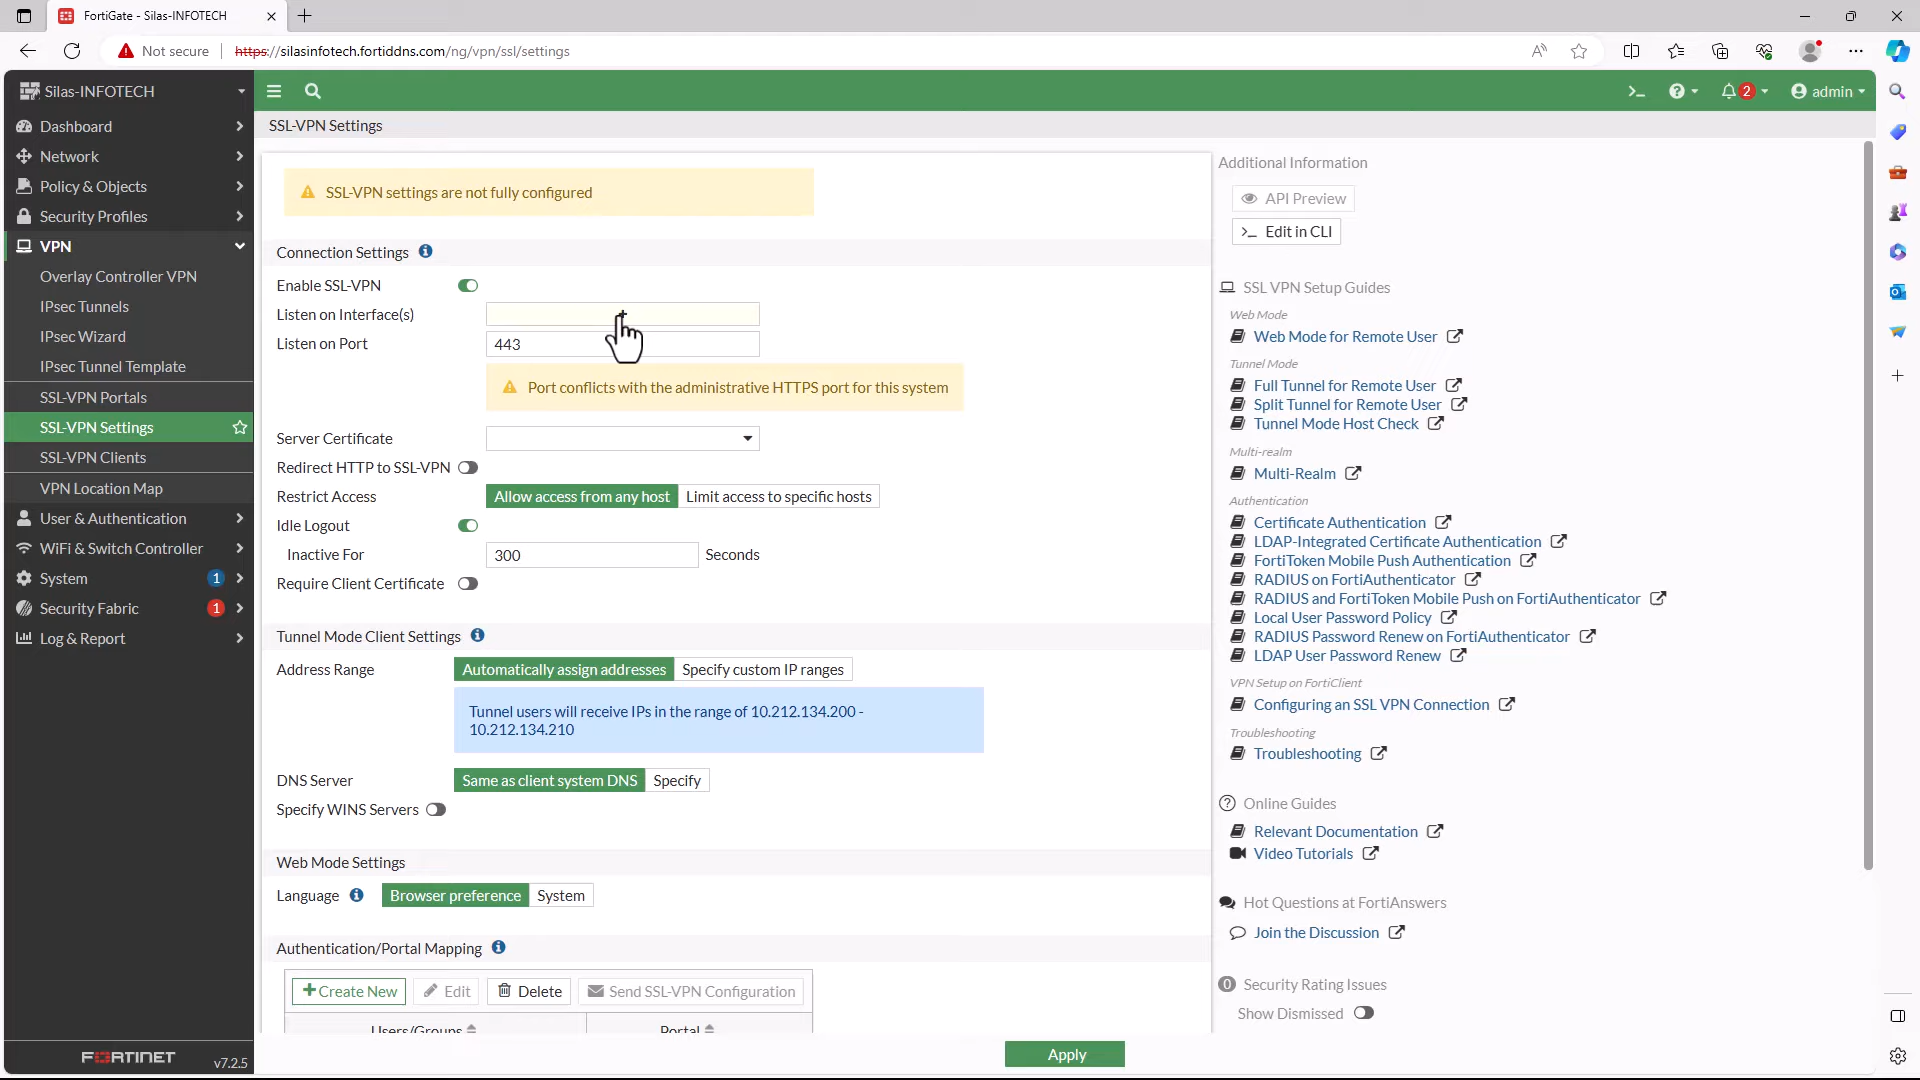 FortiGate - Silas-INFOTECH
Not secure https://silasinfotech.fortiddns.com/ng/vpn/ssl/settings
Silas-INFOTECH
2 admin
Dashboard
Network
Policy & Objects
Security Profiles
VPN
Overlay Controller VPN
IPsec Tunnels
IPsec Wizard
IPsec Tunnel Template
SSL-VPN Portals
SSL-VPN Settings
SSL-VPN Clients
VPN Location Map
User & Authentication
WiFi & Switch Controller
System 1
Security Fabric 1
Log & Report
FORTINET v7.2.5
SSL-VPN Settings
SSL-VPN settings are not fully configured
Connection Settings
Enable SSL-VPN
Listen on Interface(s)
Listen on Port 443
Port conflicts with the administrative HTTPS port for this system
Server Certificate
Redirect HTTP to SSL-VPN
Restrict Access Allow access from any host Limit access to specific hosts
Idle Logout
Inactive For 300 Seconds
Require Client Certificate
Tunnel Mode Client Settings
Address Range Automatically assign addresses Specify custom IP ranges
Tunnel users will receive IPs in the range of 10.212.134.200 -
10.212.134.210
DNS Server Same as client system DNS Specify
Specify WINS Servers
Web Mode Settings
Language Browser preference System
Authentication/Portal Mapping
Create New Edit Delete Send SSL-VPN Configuration
Users/Groups Portal
Apply
Additional Information
API Preview
Edit in CLI
SSL VPN Setup Guides
Web Mode
Web Mode for Remote User
Tunnel Mode
Full Tunnel for Remote User
Split Tunnel for Remote User
Tunnel Mode Host Check
Multi-realm
Multi-Realm
Authentication
Certificate Authentication
LDAP-Integrated Certificate Authentication
FortiToken Mobile Push Authentication
RADIUS on FortiAuthenticator
RADIUS and FortiToken Mobile Push on FortiAuthenticator
Local User Password Policy
RADIUS Password Renew on FortiAuthenticator
LDAP User Password Renew
VPN Setup on FortiClient
Configuring an SSL VPN Connection
Troubleshooting
Troubleshooting
Online Guides
Relevant Documentation
Video Tutorials
Hot Questions at FortiAnswers
Join the Discussion
0 Security Rating Issues
Show Dismissed